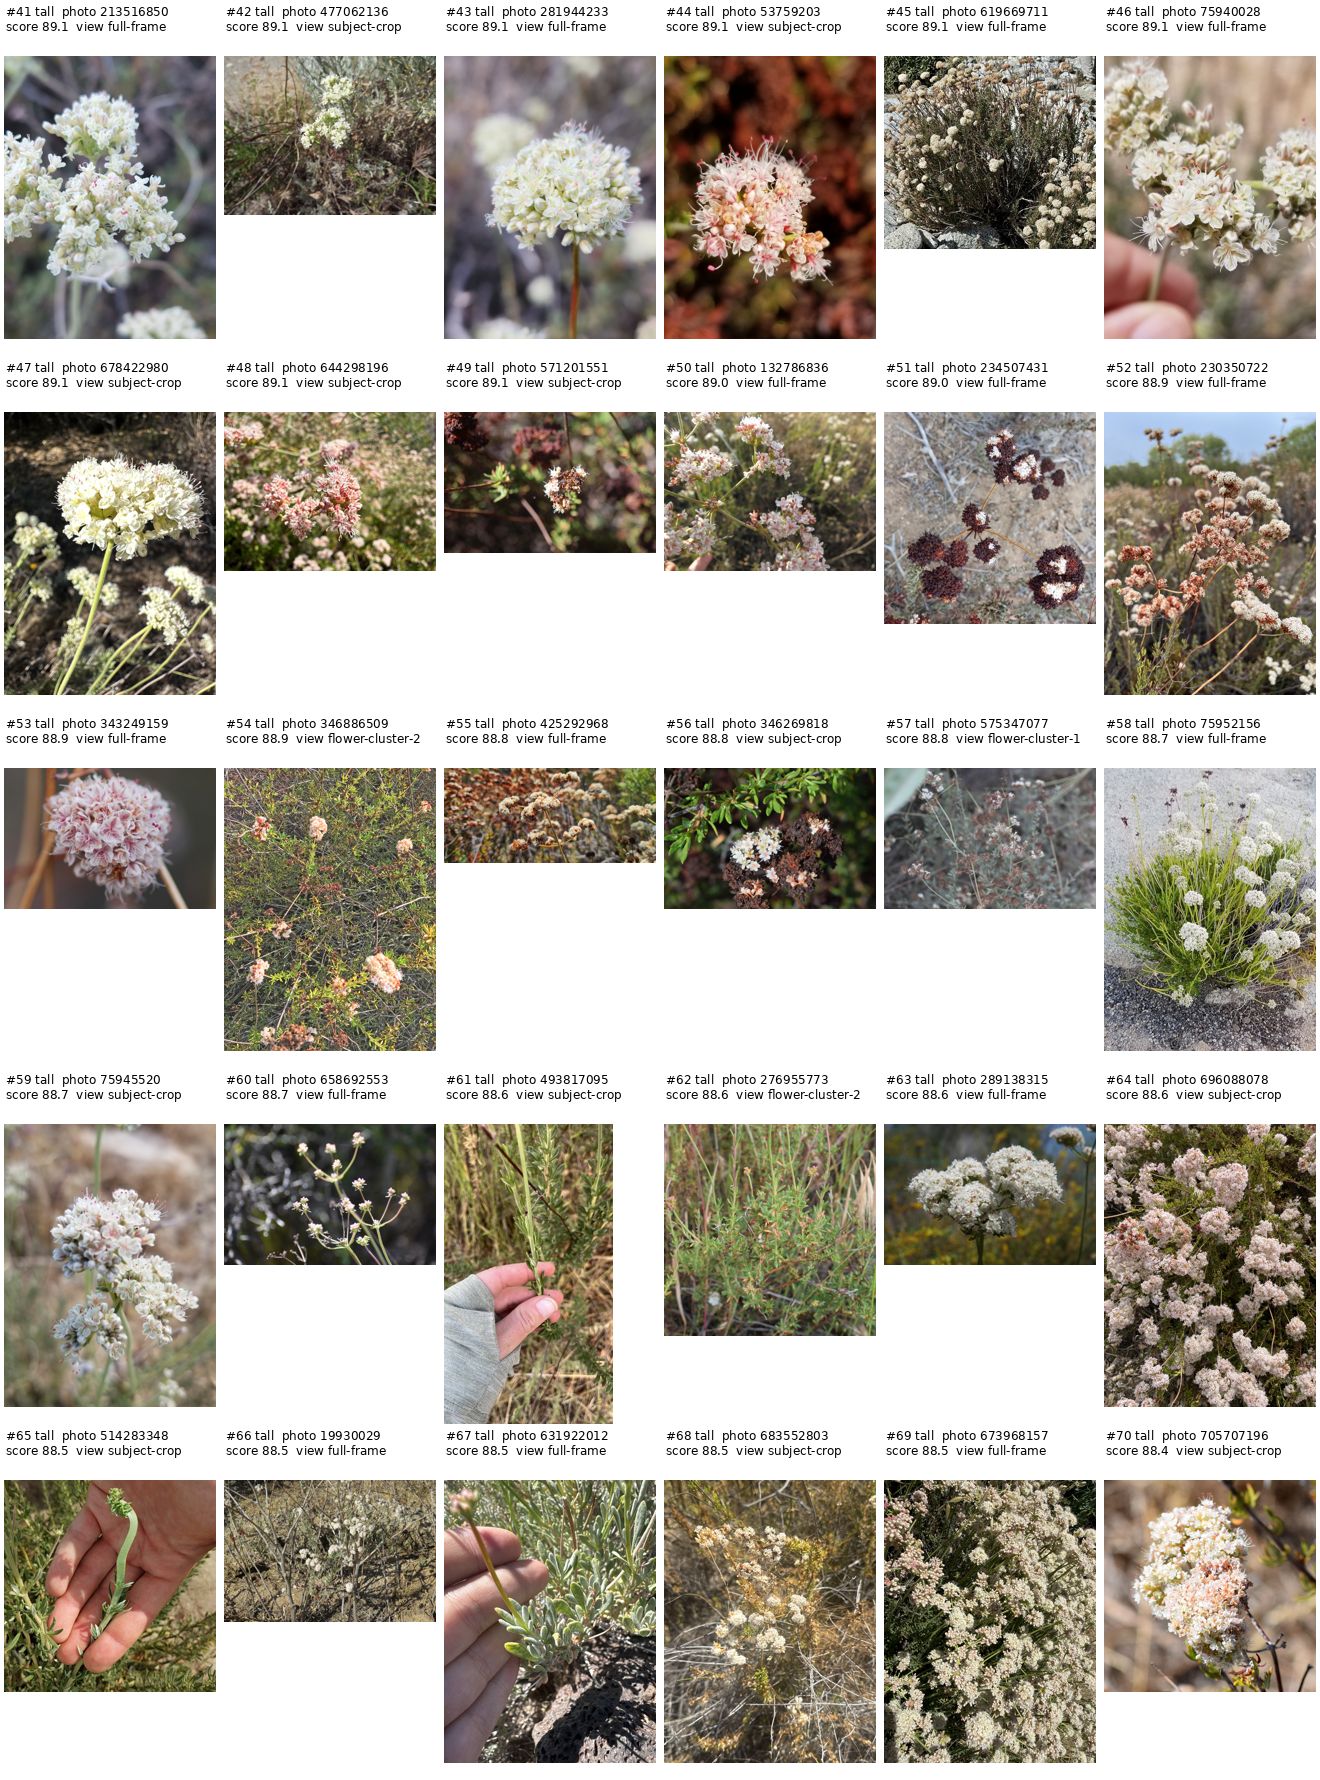 #41 tall photo 213516850
score 89.1 view full-frame
#42 tall photo 477062136
score 89.1 view subject-crop
#43 tall photo 281944233
score 89.1 view full-frame
#44 tall photo 53759203
score 89.1 view subject-crop
#45 tall photo 619669711
score 89.1 view full-frame
#46 tall photo 75940028
score 89.1 view full-frame
#47 tall photo 678422980
score 89.1 view subject-crop
#48 tall photo 644298196
score 89.1 view subject-crop
#49 tall photo 571201551
score 89.1 view subject-crop
#50 tall photo 132786836
score 89.0 view full-frame
#51 tall photo 234507431
score 89.0 view full-frame
#52 tall photo 230350722
score 88.9 view full-frame
#53 tall photo 343249159
score 88.9 view full-frame
#54 tall photo 346886509
score 88.9 view flower-cluster-2
#55 tall photo 425292968
score 88.8 view full-frame
#56 tall photo 346269818
score 88.8 view subject-crop
#57 tall photo 575347077
score 88.8 view flower-cluster-1
#58 tall photo 75952156
score 88.7 view full-frame
#59 tall photo 75945520
score 88.7 view subject-crop
#60 tall photo 658692553
score 88.7 view full-frame
#61 tall photo 493817095
score 88.6 view subject-crop
#62 tall photo 276955773
score 88.6 view flower-cluster-2
#63 tall photo 289138315
score 88.6 view full-frame
#64 tall photo 696088078
score 88.6 view subject-crop
#65 tall photo 514283348
score 88.5 view subject-crop
#66 tall photo 19930029
score 88.5 view full-frame
#67 tall photo 631922012
score 88.5 view full-frame
#68 tall photo 683552803
score 88.5 view subject-crop
#69 tall photo 673968157
score 88.5 view full-frame
#70 tall photo 705707196
score 88.4 view subject-crop